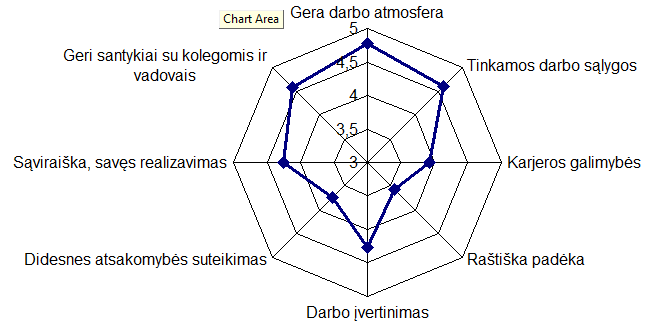 Chart Area
Gera darbo atmosfera
5
Geri santykiai su kolegomis ir
vadovais
4,5
Tinkamos darbo sąlygos
4
3,5
Sąviraiška, savęs realizavimas
3
Karjeros galimybės
Didesnes atsakomybės suteikimas
Raštiška padėka
Darbo įvertinimas